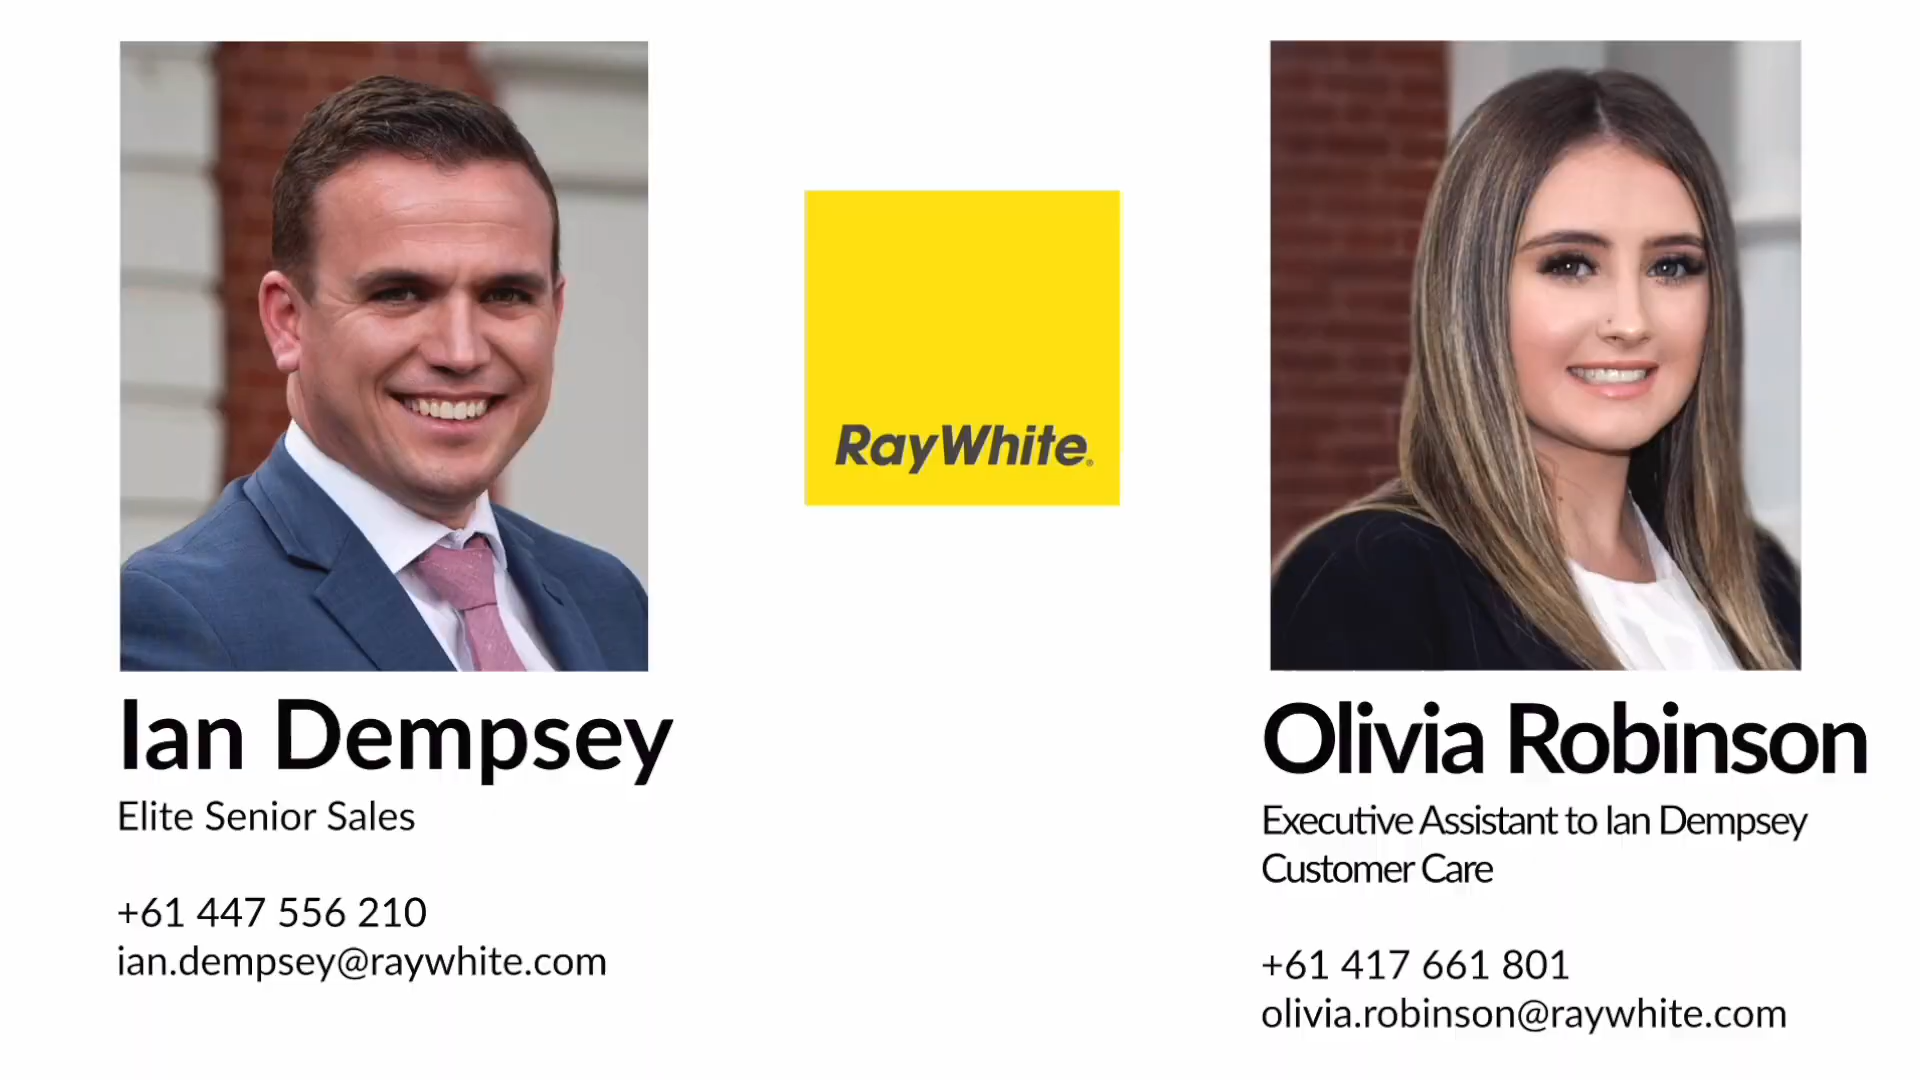 RayWhite®
Ian Dempsey
Elite Senior Sales
+61 447 556 210
ian.dempsey@raywhite.com
Olivia Robinson
Executive Assistant to Ian Dempsey
Customer Care
+61 417 661 801
olivia.robinson@raywhite.com